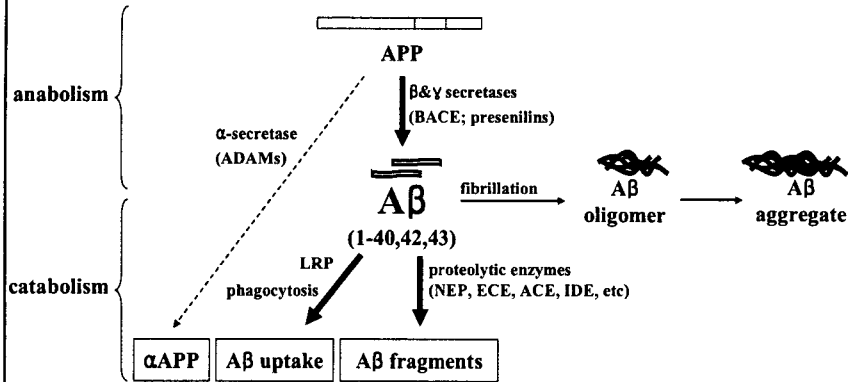 APP
anabolism
β&γ secretases
(BACE; presenilins)
α-secretase
(ADAMs)
Aβ
(1-40,42,43)
fibrillation
Aβ
oligomer
Aβ
aggregate
catabolism
LRP
phagocytosis
proteolytic enzymes
(NEP, ECE, ACE, IDE, etc)
αAPP
Aβ uptake
Aβ fragments